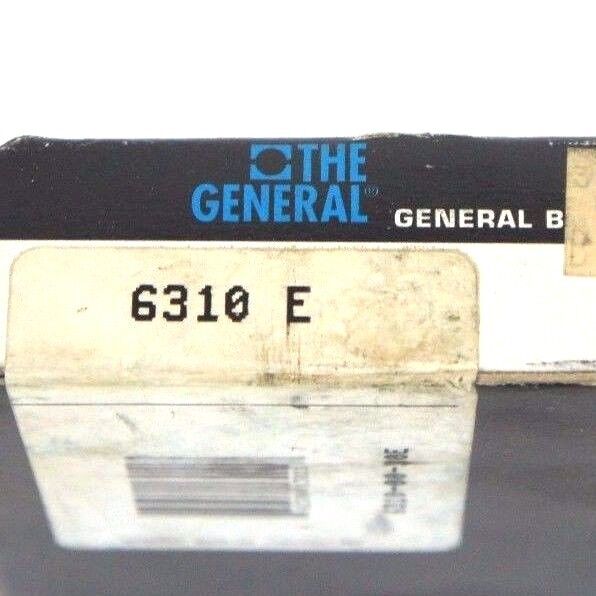 THE
GENERAL®
GENERAL B
6310 E